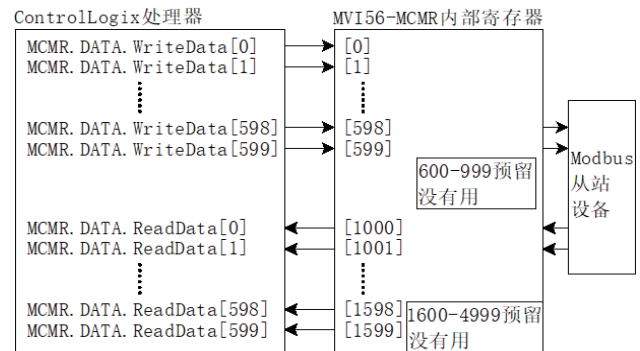 ControlLogix处理器
MVI56-MCMR内部寄存器
MCMR.DATA.WriteData[0]
[0]
MCMR.DATA.WriteData[1]
[1]
MCMR.DATA.WriteData[598]
[598]
MCMR.DATA.WriteData[599]
[599]
600-999预留
没有用
Modbus
从站
设备
MCMR.DATA.ReadData[0]
[1000]
MCMR.DATA.ReadData[1]
[1001]
MCMR.DATA.ReadData[598]
[1598]
MCMR.DATA.ReadData[599]
[1599]
1600-4999预留
没有用